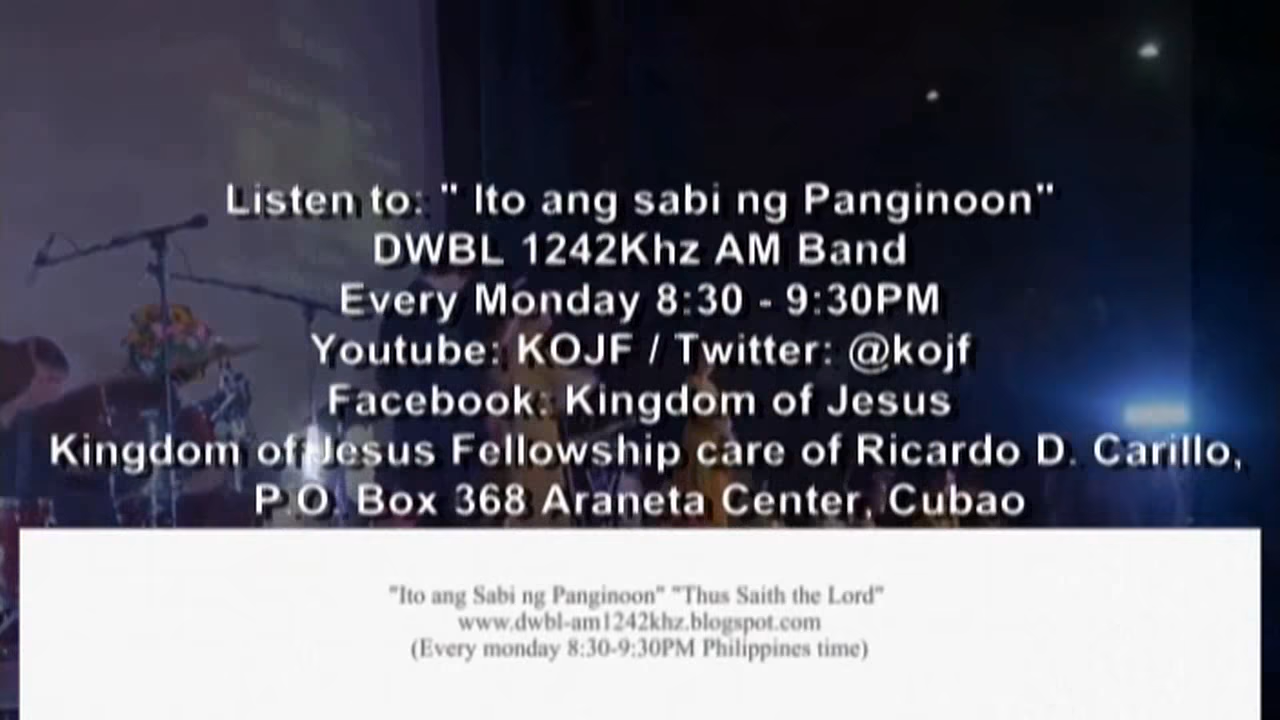 Listen to: " Ito ang sabi ng Panginoon"
DWBL 1242Khz AM Band
Every Monday 8:30 - 9:30PM
Youtube: KOJF / Twitter: @kojf
Facebook: Kingdom of Jesus
Kingdom of Jesus Fellowship care of Ricardo D. Carillo,
P.O. Box 368 Araneta Center, Cubao
"Ito ang Sabi ng Panginoon" "Thus Saith the Lord"
www.dwbl-am1242khz.blogspot.com
(Every monday 8:30-9:30PM Philippines time)